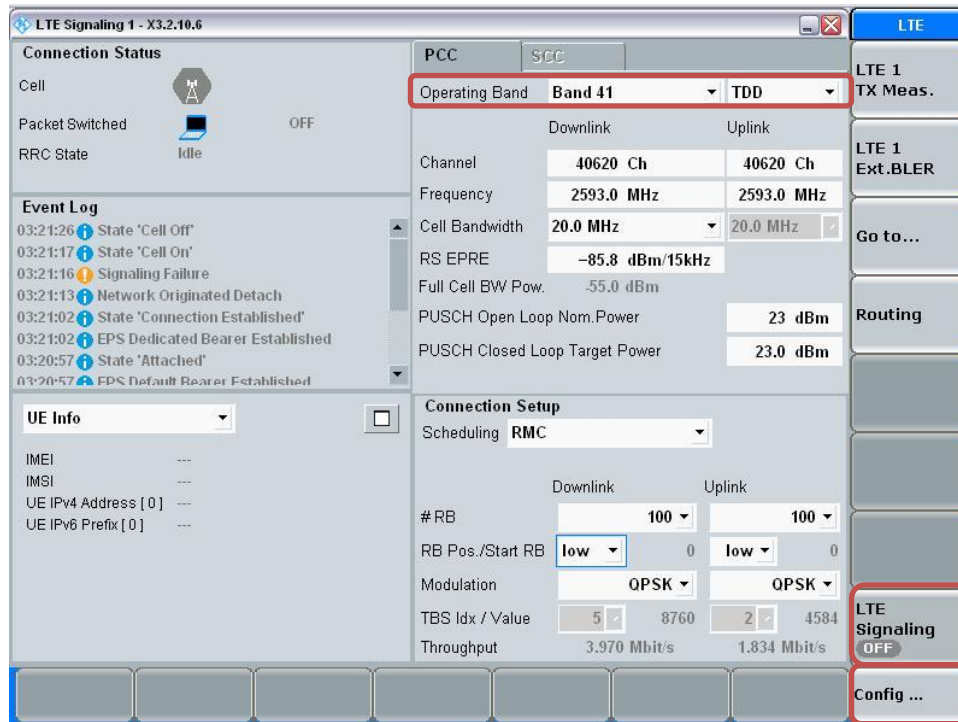 LTE Signaling 1 - X3.2.10.6
Connection Status
Cell
Packet Switched OFF
RRC State Idle
Event Log
03:21:26 State 'Cell Off'
03:21:17 State 'Cell On'
03:21:16 Signaling Failure
03:21:13 Network Originated Detach
03:21:02 State 'Connection Established'
03:21:02 EPS Dedicated Bearer Established
03:20:57 State 'Attached'
03:20:57 EPS Default Bearer Established
UE Info
IMEI ---
IMSI ---
UE IPv4 Address [ 0 ] ---
UE IPv6 Prefix [ 0 ] ---
PCC SCC
Operating Band Band 41 TDD
Downlink Uplink
Channel 40620 Ch 40620 Ch
Frequency 2593.0 MHz 2593.0 MHz
Cell Bandwidth 20.0 MHz 20.0 MHz
RS EPRE −85.8 dBm/15kHz
Full Cell BW Pow. -55.0 dBm
PUSCH Open Loop Nom.Power 23 dBm
PUSCH Closed Loop Target Power 23.0 dBm
Connection Setup
Scheduling RMC
Downlink Uplink
# RB 100 100
RB Pos./Start RB low 0 low 0
Modulation QPSK QPSK
TBS Idx / Value 5 8760 2 4584
Throughput 3.970 Mbit/s 1.834 Mbit/s
LTE
LTE 1
TX Meas.
LTE 1
Ext.BLER
Go to...
Routing
LTE
Signaling
OFF
Config ...